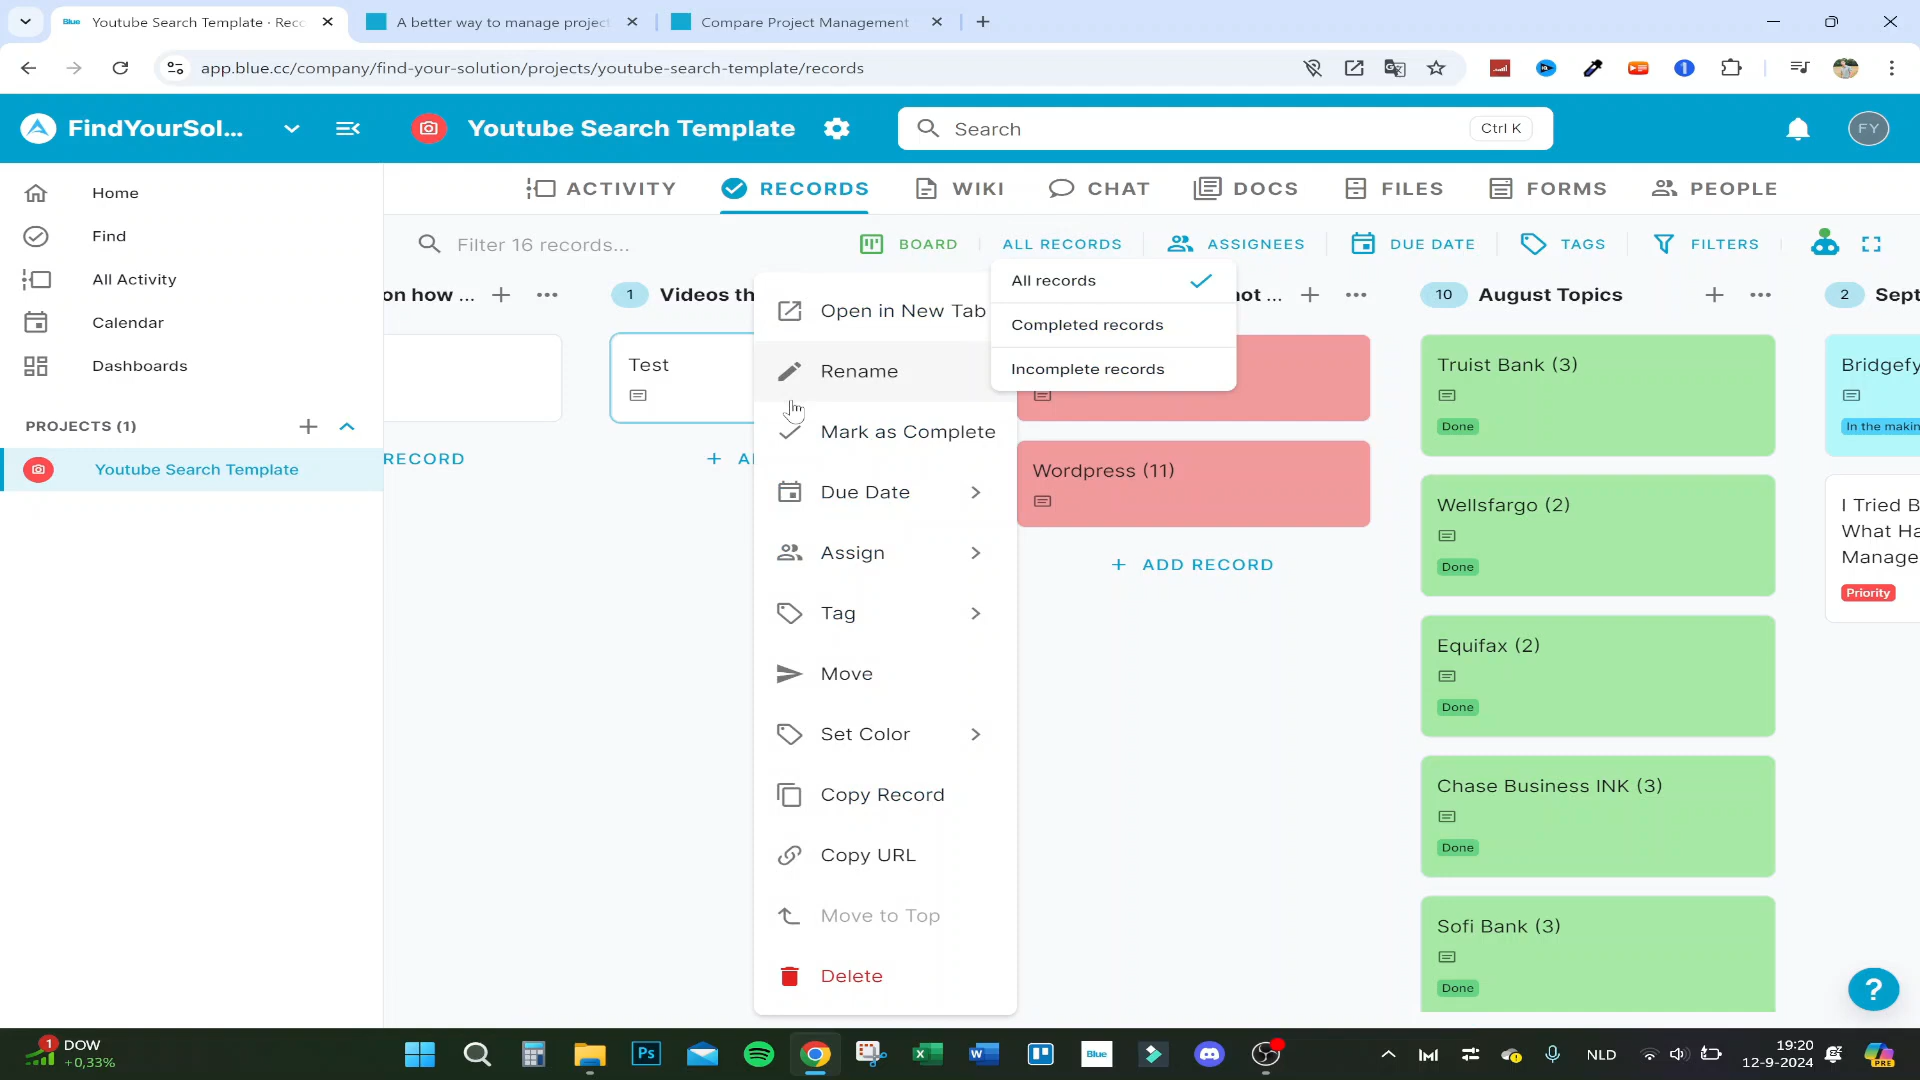 Blue Youtube Search Template · Rec
A better way to manage project
Compare Project Management
app.blue.cc/company/find-your-solution/projects/youtube-search-template/records
FindYourSol...
Youtube Search Template
Search
Ctrl K
FY
Home
Find
All Activity
Calendar
Dashboards
PROJECTS (1)
Youtube Search Template
ACTIVITY
RECORDS
WIKI
CHAT
DOCS
FILES
FORMS
PEOPLE
Filter 16 records...
BOARD
ALL RECORDS
ASSIGNEES
DUE DATE
TAGS
FILTERS
All records
Completed records
Incomplete records
on how ...
RECORD
1 Videos th
Test
Open in New Tab
Rename
Mark as Complete
Due Date
Assign
Tag
Move
Set Color
Copy Record
Copy URL
Move to Top
Delete
not ...
Wordpress (11)
ADD RECORD
10 August Topics
Truist Bank (3)
Done
Wellsfargo (2)
Done
Equifax (2)
Done
Chase Business INK (3)
Done
Sofi Bank (3)
Done
2 Sept
Bridgefy
In the makin
I Tried B
What Ha
Manage
Priority
?
1
DOW
+0,33%
Ps
Blue
NLD
19:20
12-9-2024
PRE